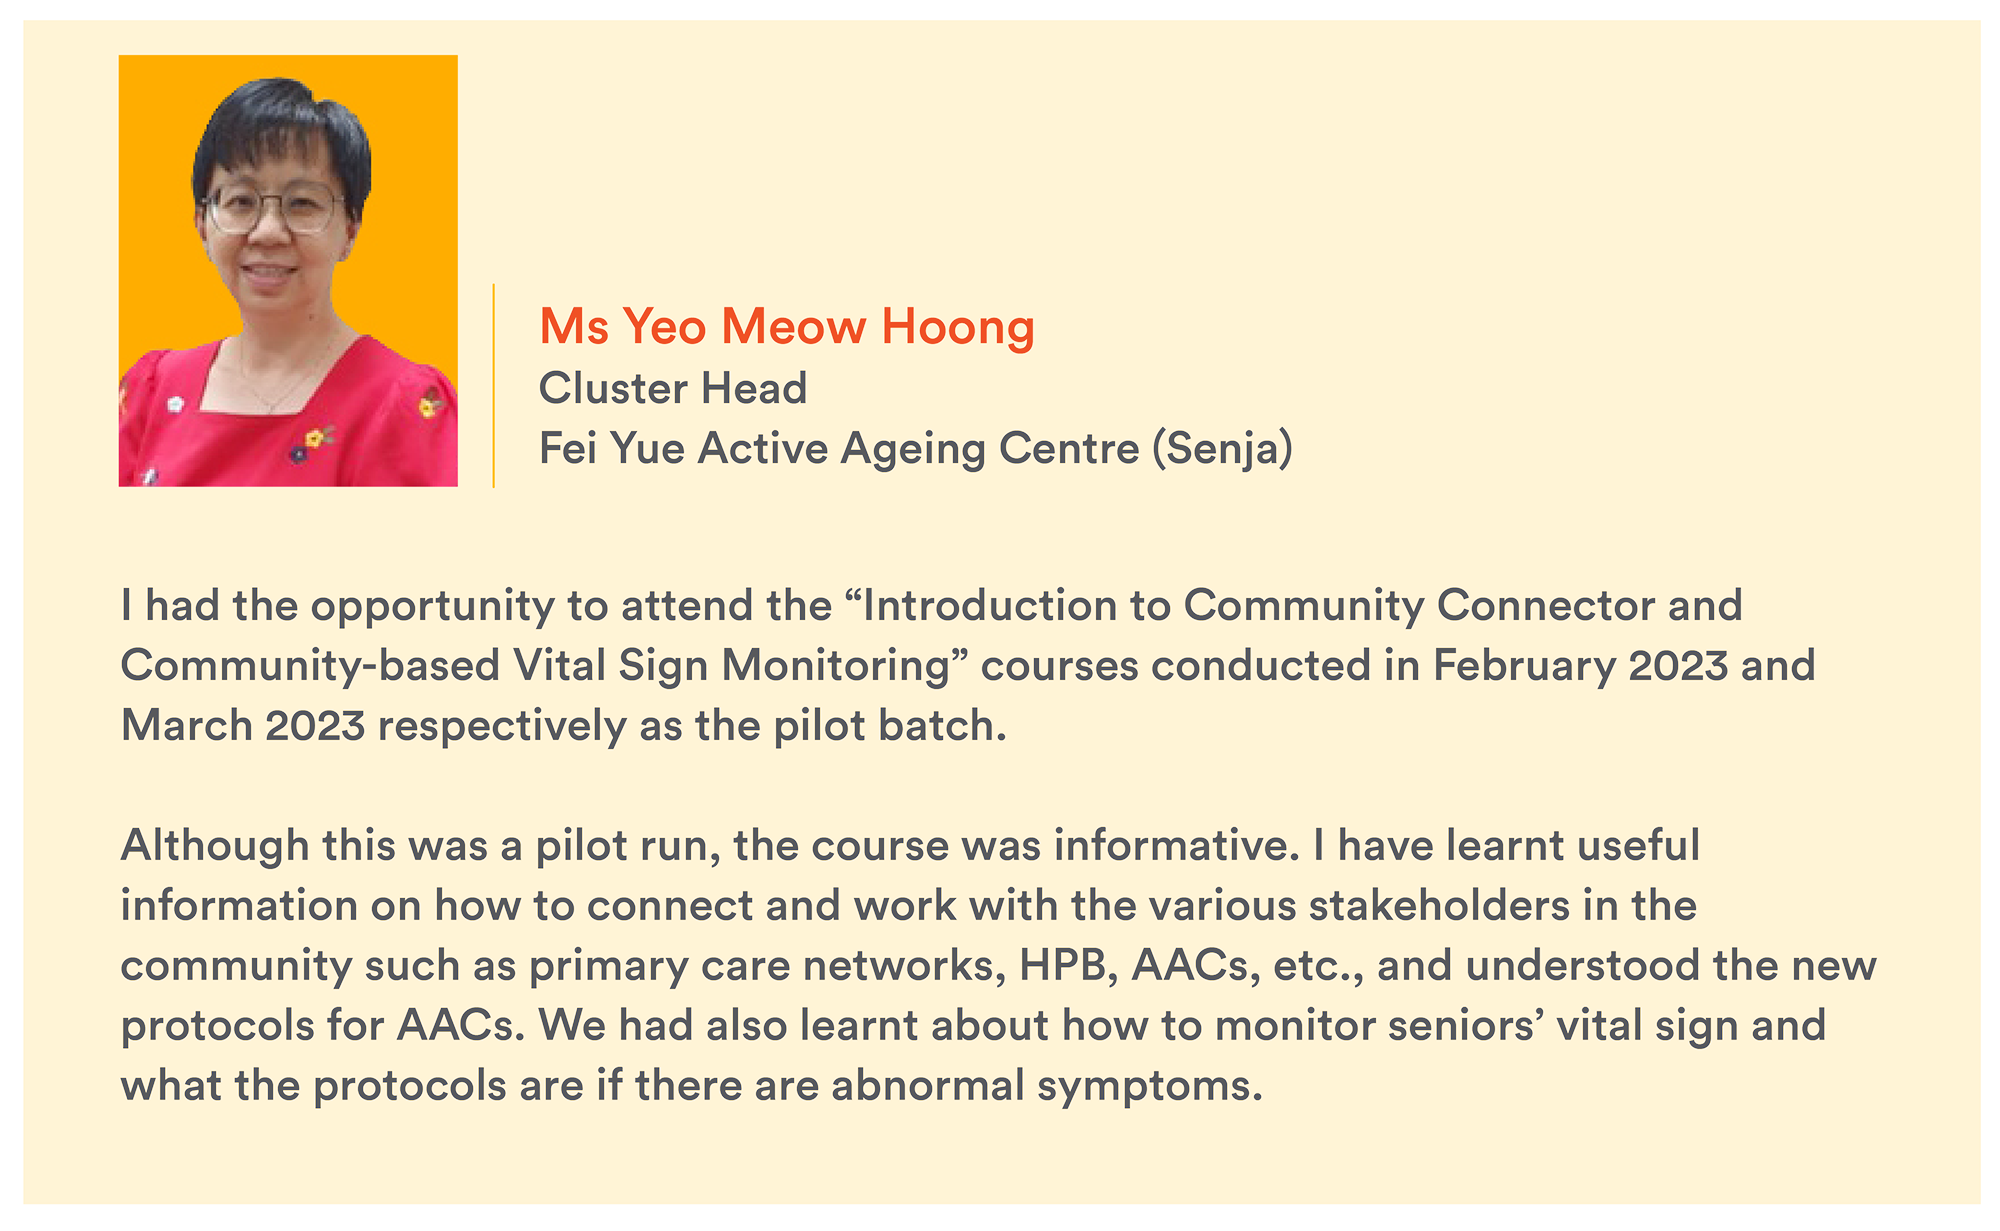 Ms Yeo Meow Hoong
Cluster Head
Fei Yue Active Ageing Centre (Senja)
I had the opportunity to attend the “Introduction to Community Connector and
Community-based Vital Sign Monitoring” courses conducted in February 2023 and
March 2023 respectively as the pilot batch.
Although this was a pilot run, the course was informative. I have learnt useful
information on how to connect and work with the various stakeholders in the
community such as primary care networks, HPB, AACs, etc., and understood the new
protocols for AACs. We had also learnt about how to monitor seniors’ vital sign and
what the protocols are if there are abnormal symptoms.